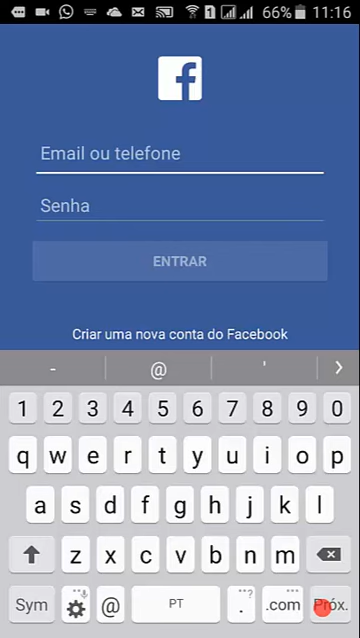 1 66% 11:16
f
Email ou telefone
Senha
ENTRAR
Criar uma nova conta do Facebook
- @ ' >
1 2 3 4 5 6 7 8 9 0
q w e r t y u i o p
a s d f g h j k l
z x c v b n m
Sym @ PT . ? .com Próx.